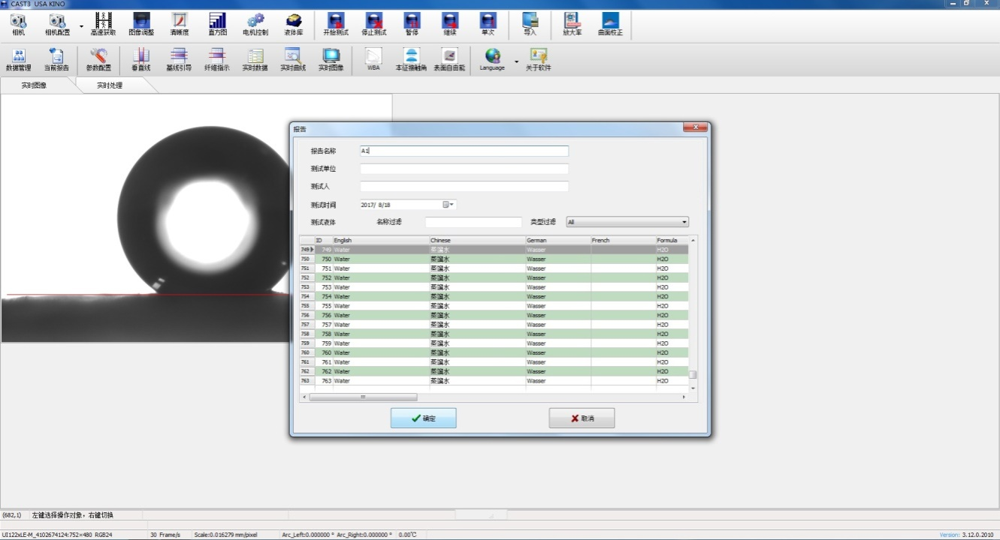 CAST3 USA KINO
相机 相机配置 高速获取 图像调整 清晰度 直方图 电机控制 液体库 开始测试 停止测试 暂停 继续 单次 导入 放大率 曲面校正
数据管理 当前报告 参数配置 垂直线 基线引导 纤维指示 实时数据 实时曲线 实时图像 WBA 本征接触角 表面自由能 Language 关于软件
实时图像 实时处理
报告
报告名称 A1
测试单位
测试人
测试时间 2017/ 8/18
测试液体 名称过滤 类型过滤 All
ID English Chinese German French Formula
749 749 Water 蒸馏水 Wasser H2O
750 750 Water 蒸馏水 Wasser H2O
751 751 Water 蒸馏水 Wasser H2O
752 752 Water 蒸馏水 Wasser H2O
753 753 Water 蒸馏水 Wasser H2O
754 754 Water 蒸馏水 Wasser H2O
755 755 Water 蒸馏水 Wasser H2O
756 756 Water 蒸馏水 Wasser H2O
757 757 Water 蒸馏水 Wasser H2O
758 758 Water 蒸馏水 Wasser H2O
759 759 Water 蒸馏水 Wasser H2O
760 760 Water 蒸馏水 Wasser H2O
761 761 Water 蒸馏水 Wasser H2O
762 762 Water 蒸馏水 Wasser H2O
763 763 Water 蒸馏水 Wasser H2O
确定 取消
(682,1) 左键选择操作对象，右键切换
UI122xLE-M_4102674124:752×480 RGB24 30 Frame/s Scale:0.016279 mm/pixel Arc_Left:0.000000 ° Arc_Right:0.000000 ° 0.00℃ Version: 3.12.0.2010